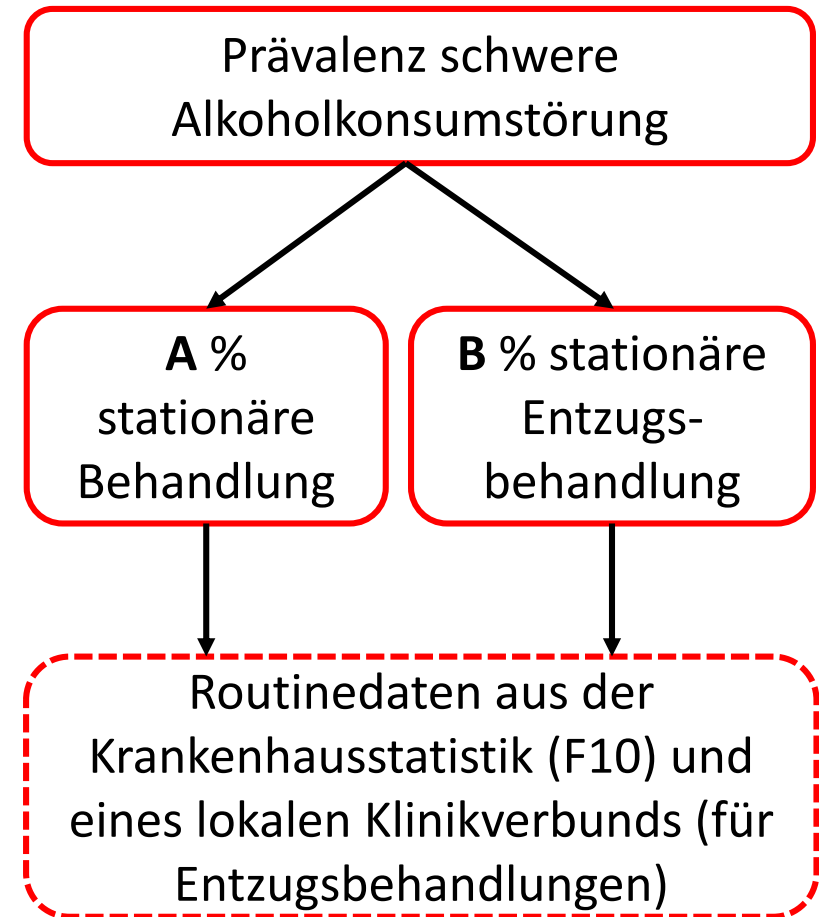 Prävalenz schwere
Alkoholkonsumstörung
A %
stationäre
Behandlung
B % stationäre
Entzugs-
behandlung
Routinedaten aus der
Krankenhausstatistik (F10) und
eines lokalen Klinikverbunds (für
Entzugsbehandlungen)